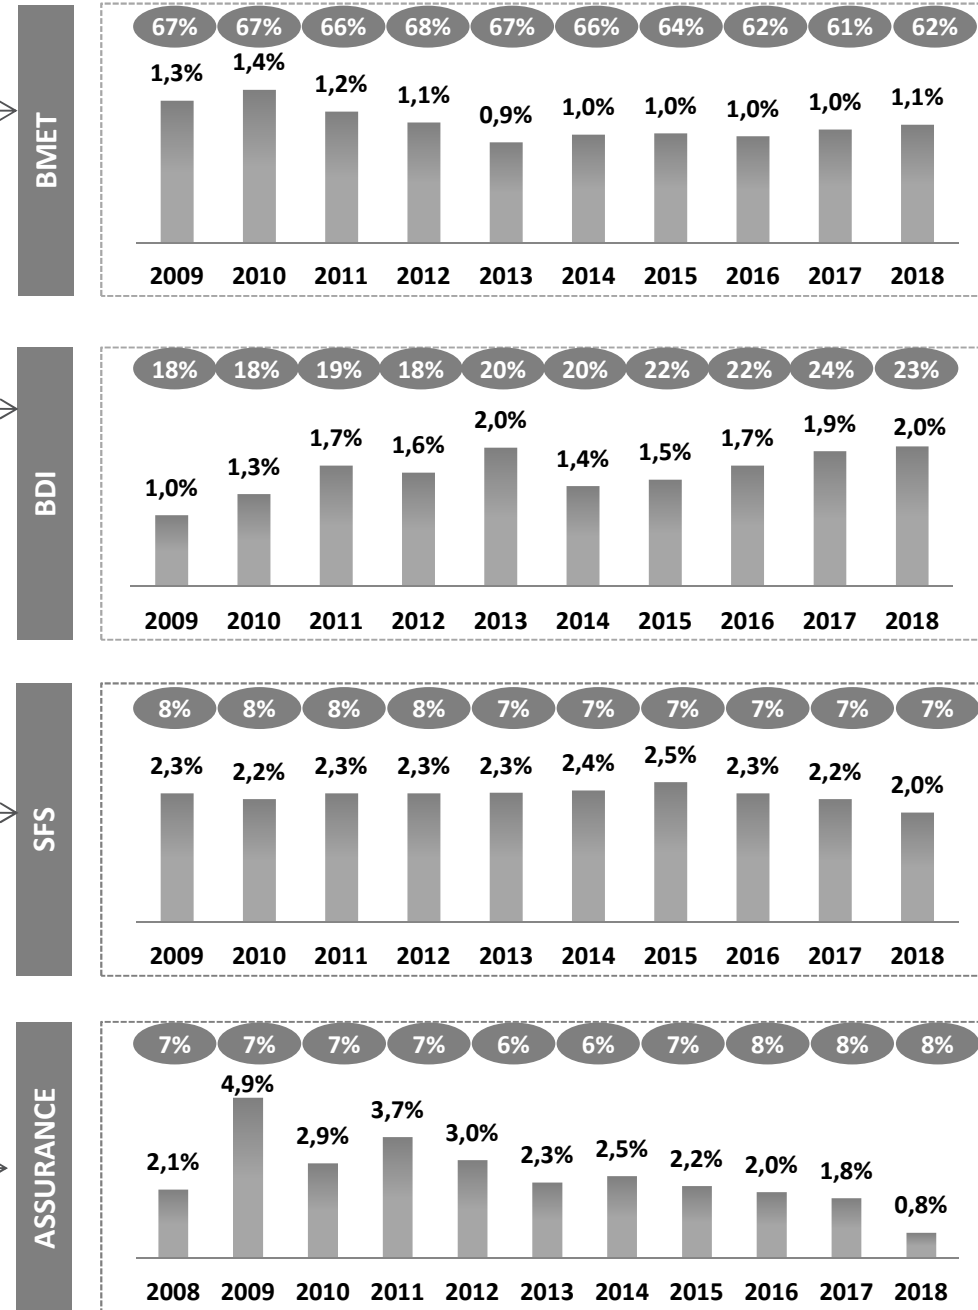 BMET
67% 67% 66% 68% 67% 66% 64% 62% 61% 62%
1,3% 1,4% 1,2% 1,1% 0,9% 1,0% 1,0% 1,0% 1,0% 1,1%
2009 2010 2011 2012 2013 2014 2015 2016 2017 2018
BDI
18% 18% 19% 18% 20% 20% 22% 22% 24% 23%
1,0% 1,3% 1,7% 1,6% 2,0% 1,4% 1,5% 1,7% 1,9% 2,0%
2009 2010 2011 2012 2013 2014 2015 2016 2017 2018
SFS
8% 8% 8% 8% 7% 7% 7% 7% 7% 7%
2,3% 2,2% 2,3% 2,3% 2,3% 2,4% 2,5% 2,3% 2,2% 2,0%
2009 2010 2011 2012 2013 2014 2015 2016 2017 2018
ASSURANCE
7% 7% 7% 7% 6% 6% 7% 8% 8% 8%
2,1% 4,9% 2,9% 3,7% 3,0% 2,3% 2,5% 2,2% 2,0% 1,8% 0,8%
2008 2009 2010 2011 2012 2013 2014 2015 2016 2017 2018